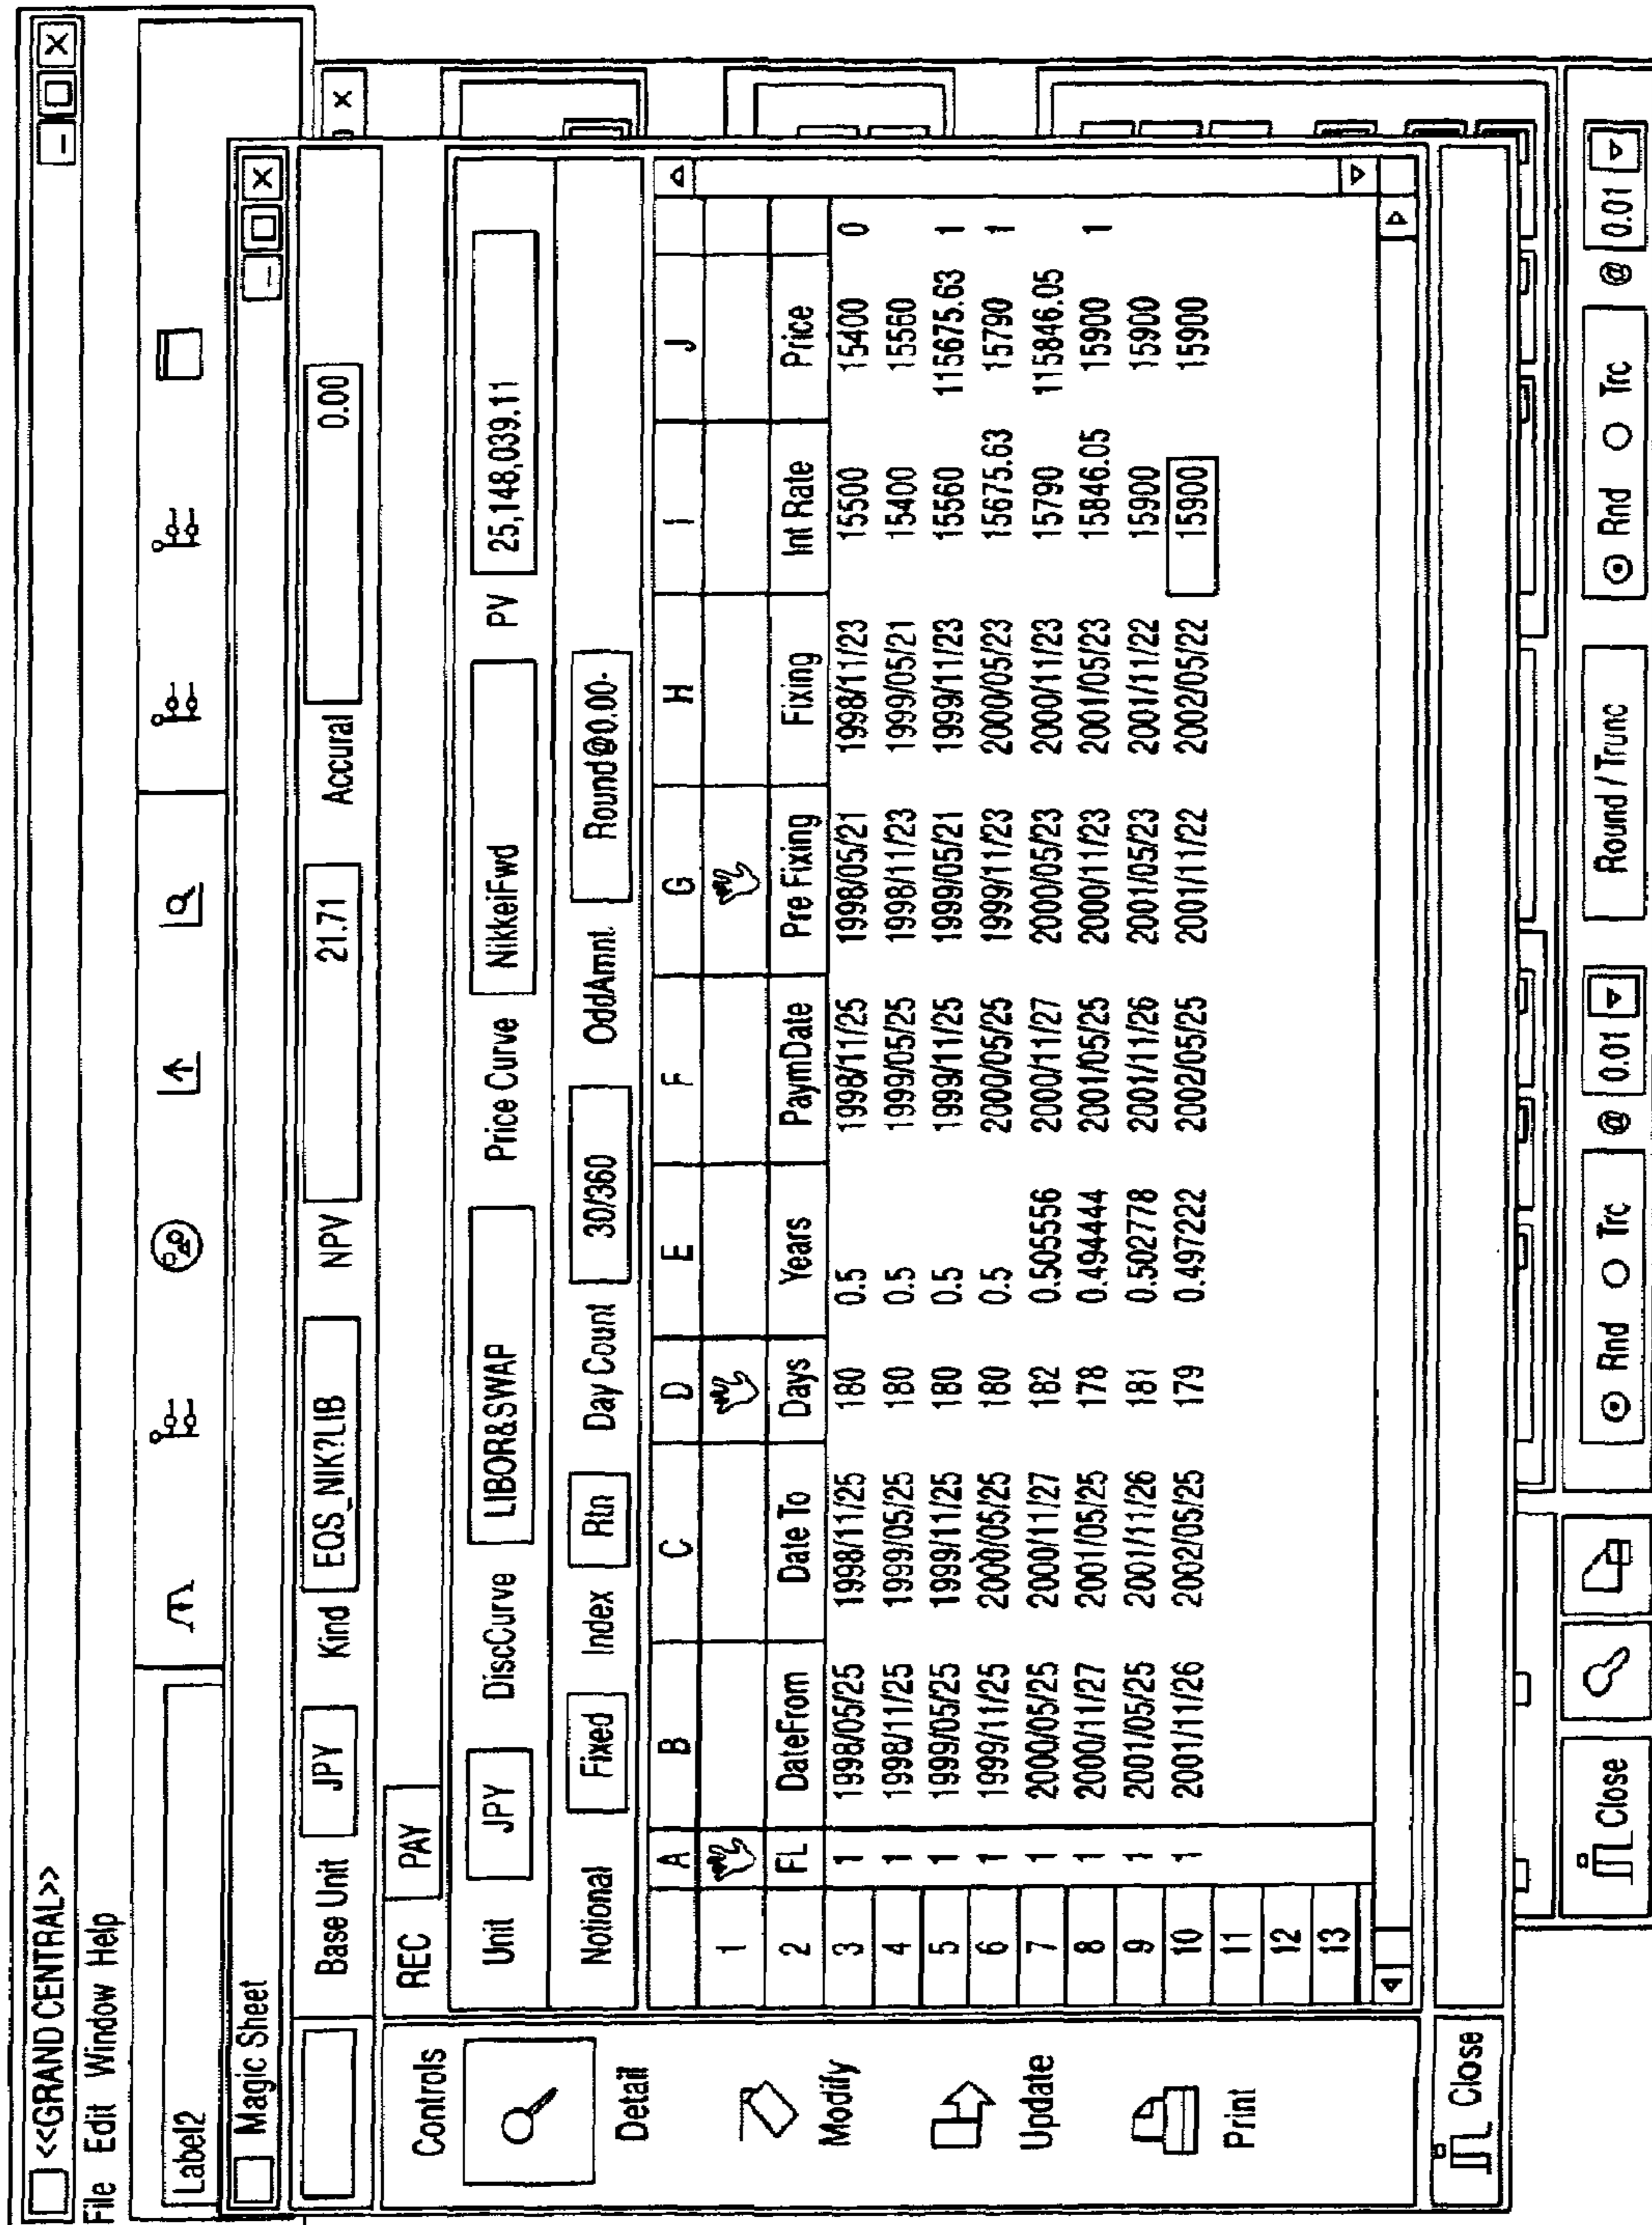 <<GRAND CENTRAL>>
File Edit Window Help
Label2
Magic Sheet
Base Unit JPY Kind EQS_NIK?LIB NPV 21.71 Accural 0.00
Controls
REC PAY
Unit JPY DiscCurve LIBOR&SWAP Price Curve NikkeiFwd PV 25,148,039.11
Notional Fixed Index Rtn Day Count 30/360 OddAmnt. Round@0.00-
A B C D E F G H I J
1
2 FL DateFrom Date To Days Years PaymDate Pre Fixing Fixing Int Rate Price
3 1 1998/05/25 1998/11/25 180 0.5 1998/11/25 1998/05/21 1998/11/23 15500 15400 0
4 1 1998/11/25 1999/05/25 180 0.5 1999/05/25 1998/11/23 1999/05/21 15400 15560
5 1 1999/05/25 1999/11/25 180 0.5 1999/11/25 1999/05/21 1999/11/23 15560 115675.63 1
6 1 1999/11/25 2000/05/25 180 0.5 2000/05/25 1999/11/23 2000/05/23 15675.63 15790 1
7 1 2000/05/25 2000/11/27 182 0.505556 2000/11/27 2000/05/23 2000/11/23 15790 115846.05
8 1 2000/11/27 2001/05/25 178 0.494444 2001/05/25 2000/11/23 2001/05/23 15846.05 15900 1
9 1 2001/05/25 2001/11/26 181 0.502778 2001/11/26 2001/05/23 2001/11/22 15900 15900
10 1 2001/11/26 2002/05/25 179 0.497222 2002/05/25 2001/11/22 2002/05/22 15900 15900
11
12
13
Detail
Modify
Update
Print
Close
Close Rnd Trc @ 0.01 Round / Trunc Rnd Trc @ 0.01